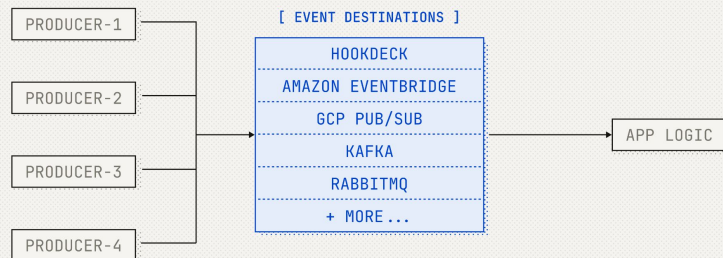 [ EVENT DESTINATIONS ]
PRODUCER-1
PRODUCER-2
PRODUCER-3
PRODUCER-4
HOOKDECK
AMAZON EVENTBRIDGE
GCP PUB/SUB
KAFKA
RABBITMQ
+ MORE...
APP LOGIC